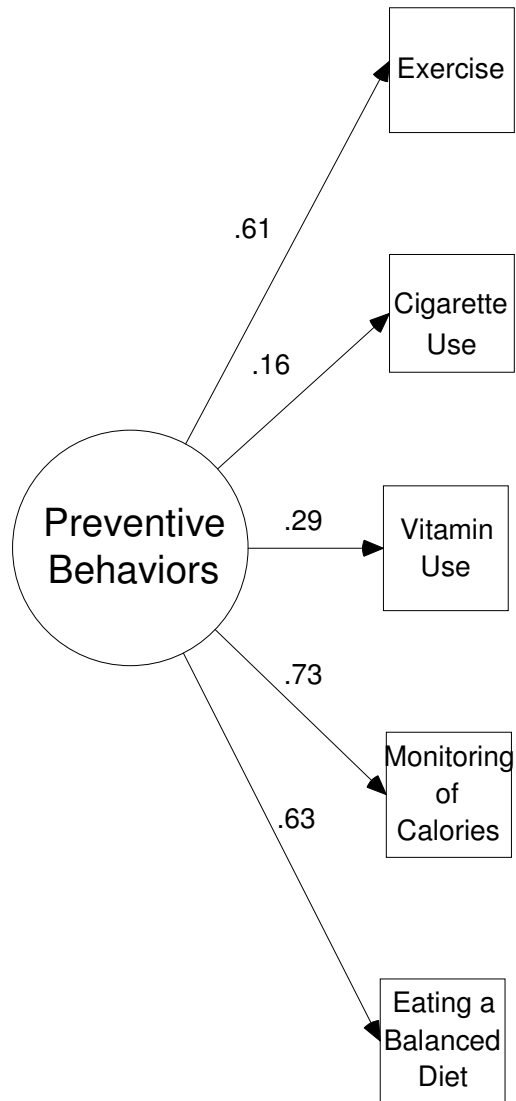 Exercise
.61
Cigarette
Use
.16
Preventive
Behaviors
.29
Vitamin
Use
.73
Monitoring
of
Calories
.63
Eating a
Balanced
Diet